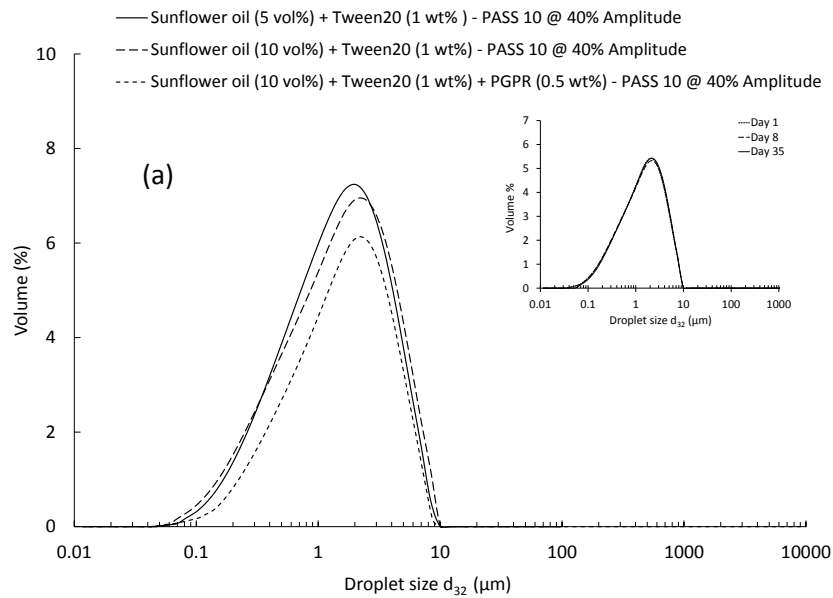 Sunflower oil (5 vol%) + Tween20 (1 wt% ) - PASS 10 @ 40% Amplitude
Sunflower oil (10 vol%) + Tween20 (1 wt%) - PASS 10 @ 40% Amplitude
Sunflower oil (10 vol%) + Tween20 (1 wt%) + PGPR (0.5 wt%) - PASS 10 @ 40% Amplitude
10
8
6
4
2
0
Volume (%)
(a)
0.01 0.1 1 10 100 1000 10000
Droplet size d32 (μm)
7
6
5
4
3
2
1
0
Volume %
Day 1
Day 8
Day 35
0.01 0.1 1 10 100 1000
Droplet size d32 (μm)